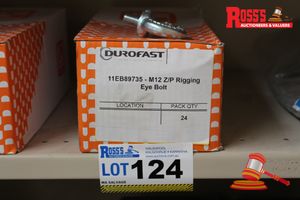 ROSS'S
AUCTIONEERS & VALUERS
DUROFAST
11EB89735 - M12 Z/P Rigging
Eye Bolt
LOCATION
PACK QTY
24
ROSS'S
LOT 124